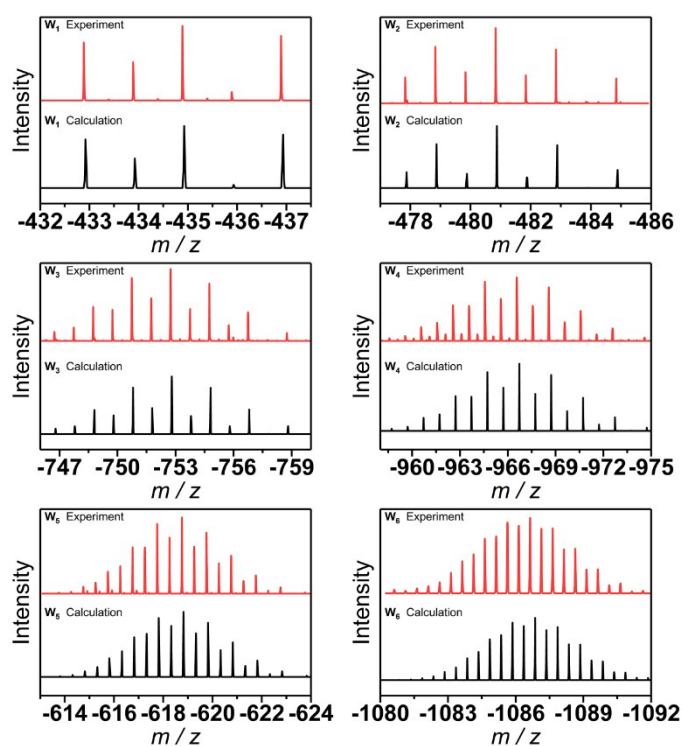 W1 Experiment
W1 Calculation
Intensity
-432 -433 -434 -435 -436 -437
m / z
W2 Experiment
W2 Calculation
Intensity
-478 -480 -482 -484 -486
m / z
W3 Experiment
W3 Calculation
Intensity
-747 -750 -753 -756 -759
m / z
W4 Experiment
W4 Calculation
Intensity
-960 -963 -966 -969 -972 -975
m / z
W5 Experiment
W5 Calculation
Intensity
-614 -616 -618 -620 -622 -624
m / z
W6 Experiment
W6 Calculation
Intensity
-1080 -1083 -1086 -1089 -1092
m / z